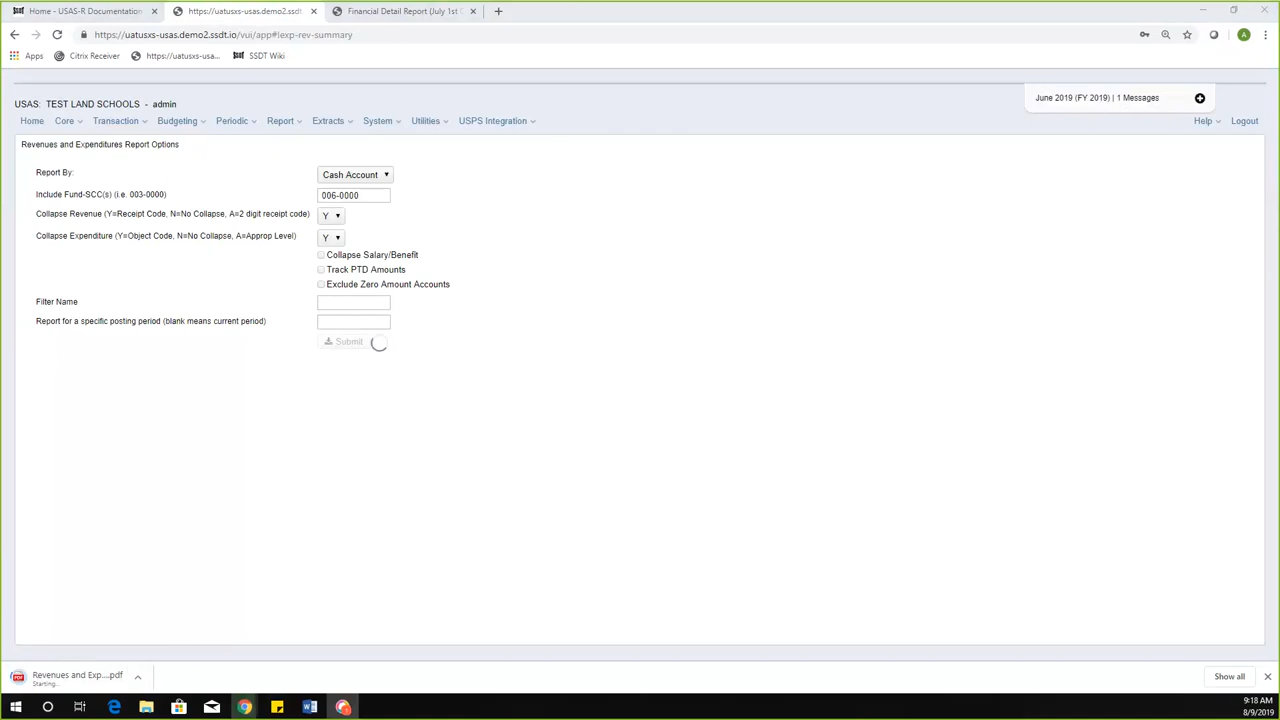 Home - USAS-R Documentation
https://uatusxs-usas.demo2.ssdt.
Financial Detail Report (July 1st
https://uatusxs-usas.demo2.ssdt.io/vui/app#!exp-rev-summary
Apps Citrix Receiver https://uatusxs-usas... SSDT Wiki
A
June 2019 (FY 2019) | 1 Messages
USAS: TEST LAND SCHOOLS - admin
Home Core Transaction Budgeting Periodic Report Extracts System Utilities USPS Integration Help Logout
Revenues and Expenditures Report Options
Report By: Cash Account
Include Fund-SCC(s) (i.e. 003-0000) 006-0000
Collapse Revenue (Y=Receipt Code, N=No Collapse, A=2 digit receipt code) Y
Collapse Expenditure (Y=Object Code, N=No Collapse, A=Approp Level) Y
Collapse Salary/Benefit
Track PTD Amounts
Exclude Zero Amount Accounts
Filter Name
Report for a specific posting period (blank means current period)
Submit
Revenues and Exp....pdf
Starting...
Show all
9:18 AM
8/9/2019